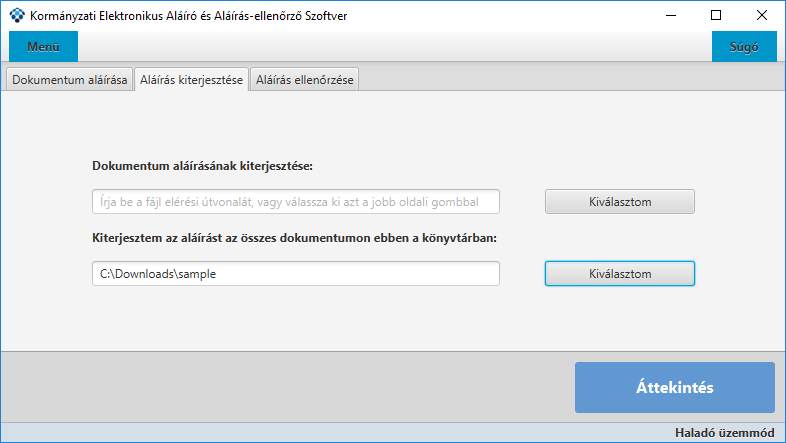 Kormányzati Elektronikus Aláíró és Aláírás-ellenőrző Szoftver
Menü
Súgó
Dokumentum aláírása
Aláírás kiterjesztése
Aláírás ellenőrzése
Dokumentum aláírásának kiterjesztése:
Írja be a fájl elérési útvonalát, vagy válassza ki azt a jobb oldali gombbal
Kiválasztom
Kiterjesztem az aláírást az összes dokumentumon ebben a könyvtárban:
C:\Downloads\sample
Kiválasztom
Áttekintés
Haladó üzemmód